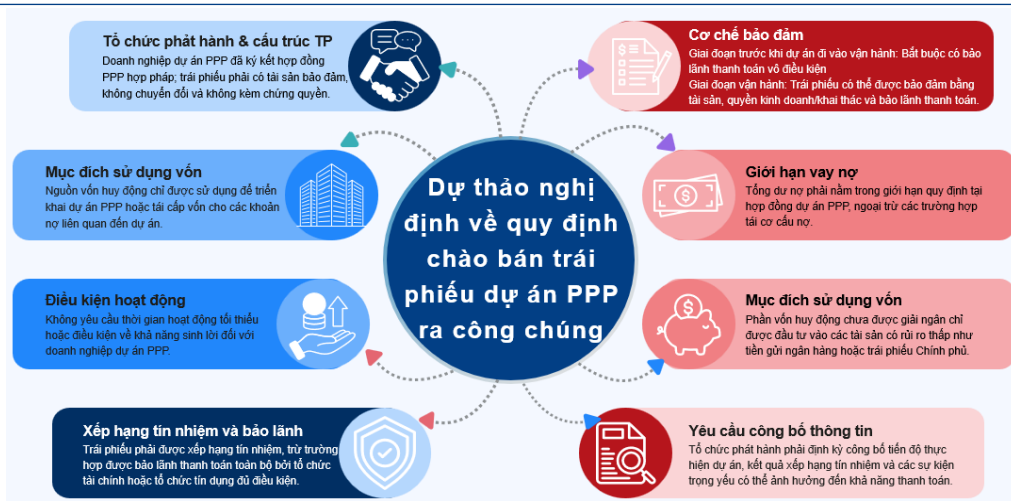 Tổ chức phát hành & cấu trúc TP
Doanh nghiệp dự án PPP đã ký kết hợp đồng
PPP hợp pháp; trái phiếu phải có tài sản bảo đảm,
không chuyển đổi và không kèm chứng quyền.
Mục đích sử dụng vốn
Nguồn vốn huy động chỉ được sử dụng để triển
khai dự án PPP hoặc tái cấp vốn cho các khoản
nợ liên quan đến dự án.
Điều kiện hoạt động
Không yêu cầu thời gian hoạt động tối thiểu
hoặc điều kiện về khả năng sinh lời đối với
doanh nghiệp dự án PPP.
Xếp hạng tín nhiệm và bảo lãnh
Trái phiếu phải được xếp hạng tín nhiệm, trừ trường
hợp được bảo lãnh thanh toán toàn bộ bởi tổ chức
tài chính hoặc tổ chức tín dụng đủ điều kiện.
Dự thảo nghị
định về quy định
chào bán trái
phiếu dự án PPP
ra công chúng
Cơ chế bảo đảm
Giai đoạn trước khi dự án đi vào vận hành: Bắt buộc có bảo
lãnh thanh toán vô điều kiện
Giai đoạn vận hành: Trái phiếu có thể được bảo đảm bằng
tài sản, quyền kinh doanh/khai thác và bảo lãnh thanh toán.
Giới hạn vay nợ
Tổng dư nợ phải nằm trong giới hạn quy định tại
hợp đồng dự án PPP, ngoại trừ các trường hợp
tái cơ cấu nợ.
Mục đích sử dụng vốn
Phần vốn huy động chưa được giải ngân chỉ
được đầu tư vào các tài sản có rủi ro thấp như
tiền gửi ngân hàng hoặc trái phiếu Chính phủ.
Yêu cầu công bố thông tin
Tổ chức phát hành phải định kỳ công bố tiến độ thực
hiện dự án, kết quả xếp hạng tín nhiệm và các sự kiện
trọng yếu có thể ảnh hưởng đến khả năng thanh toán.